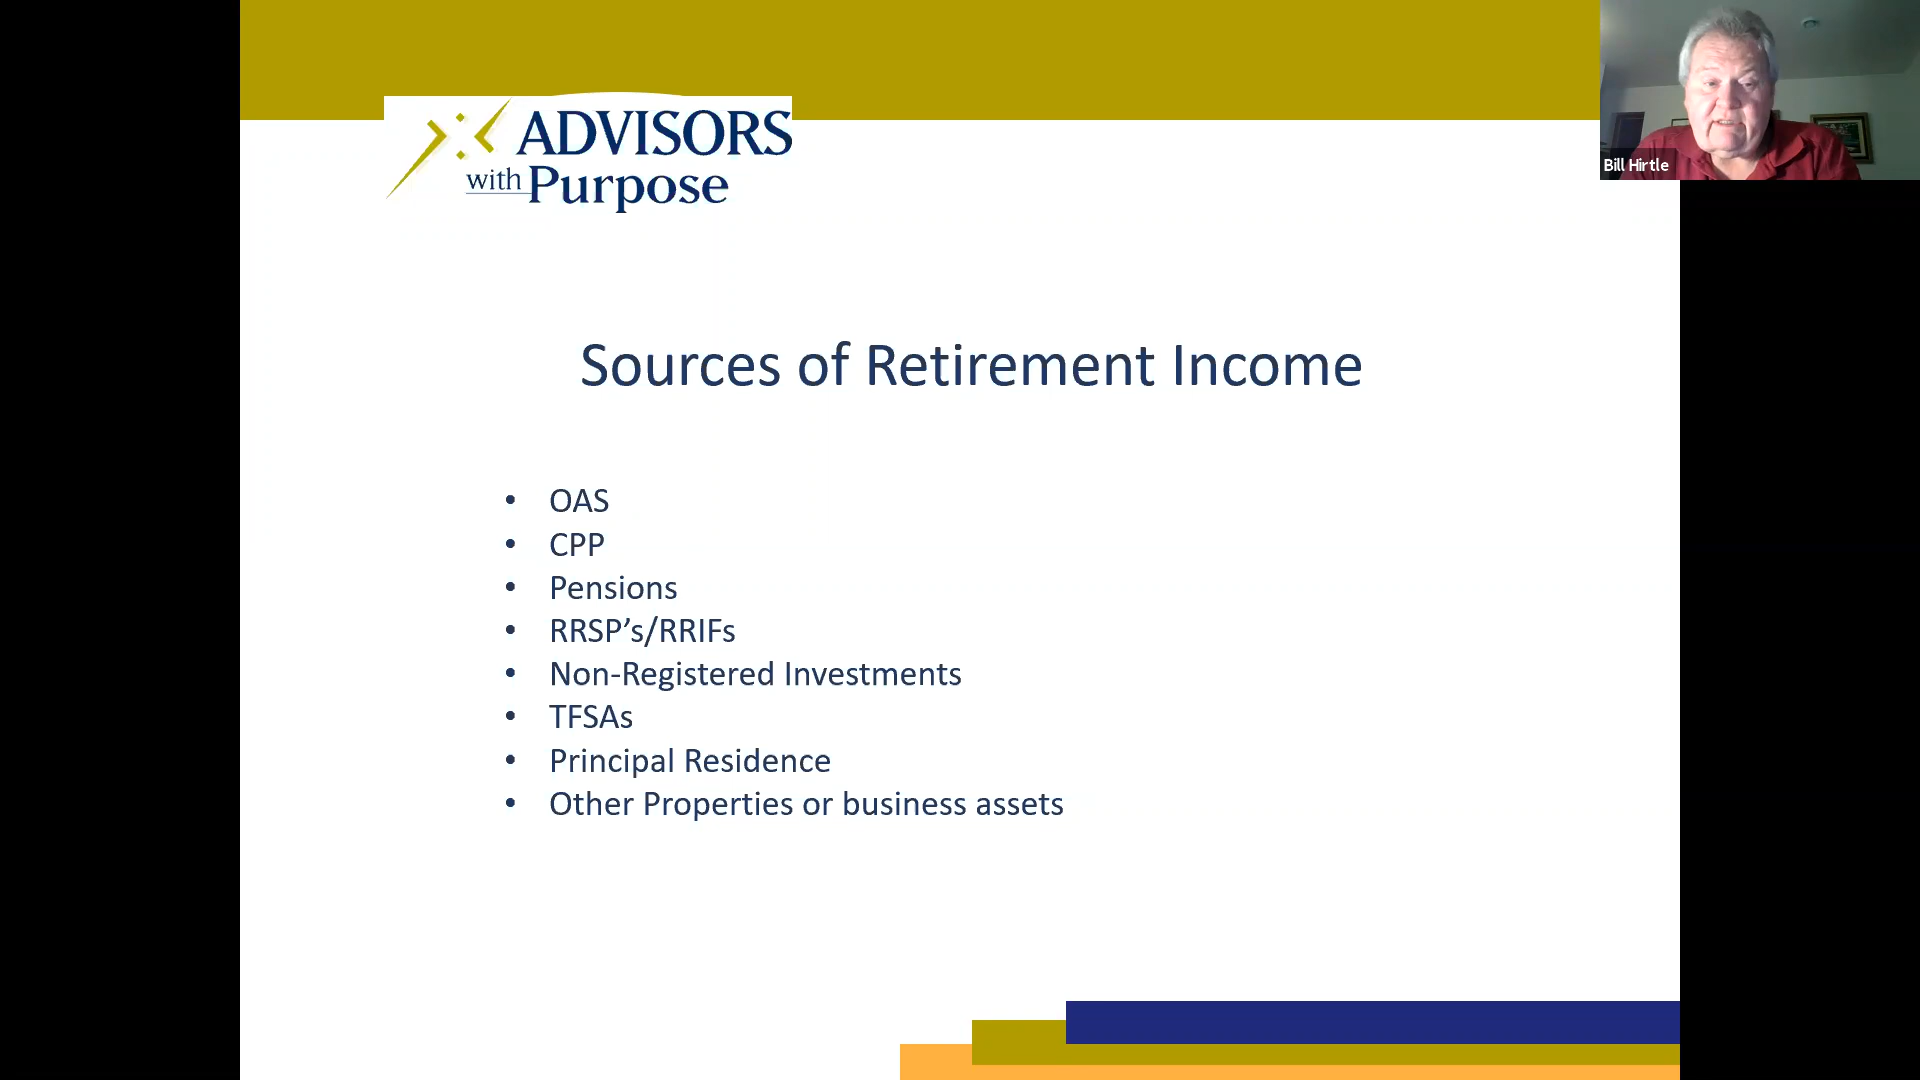 ADVISORS
with Purpose
Bill Hirtle
Sources of Retirement Income
• OAS
• CPP
• Pensions
• RRSP’s/RRIFs
• Non-Registered Investments
• TFSAs
• Principal Residence
• Other Properties or business assets